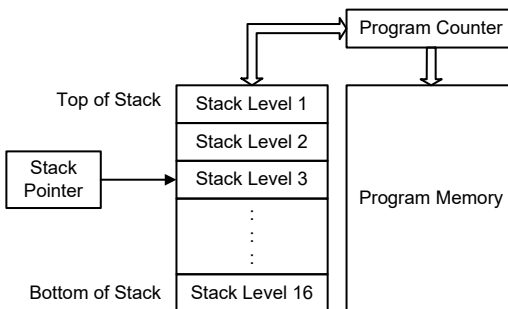 Program Counter
Top of Stack
Stack Level 1
Stack Level 2
Stack
Pointer
Stack Level 3
Program Memory
:
:
:
Bottom of Stack
Stack Level 16